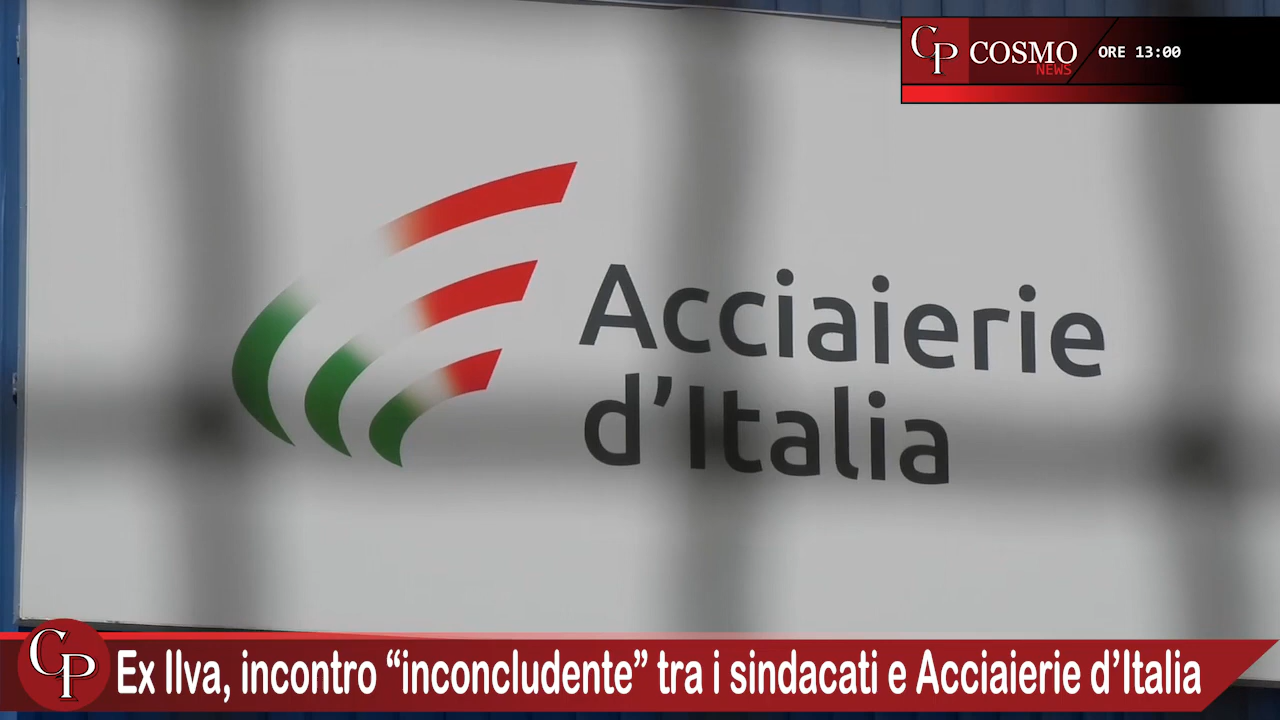 CP COSMO NEWS ORE 13:00
Acciaierie
d’Italia
CP Ex Ilva, incontro “inconcludente” tra i sindacati e Acciaierie d’Italia